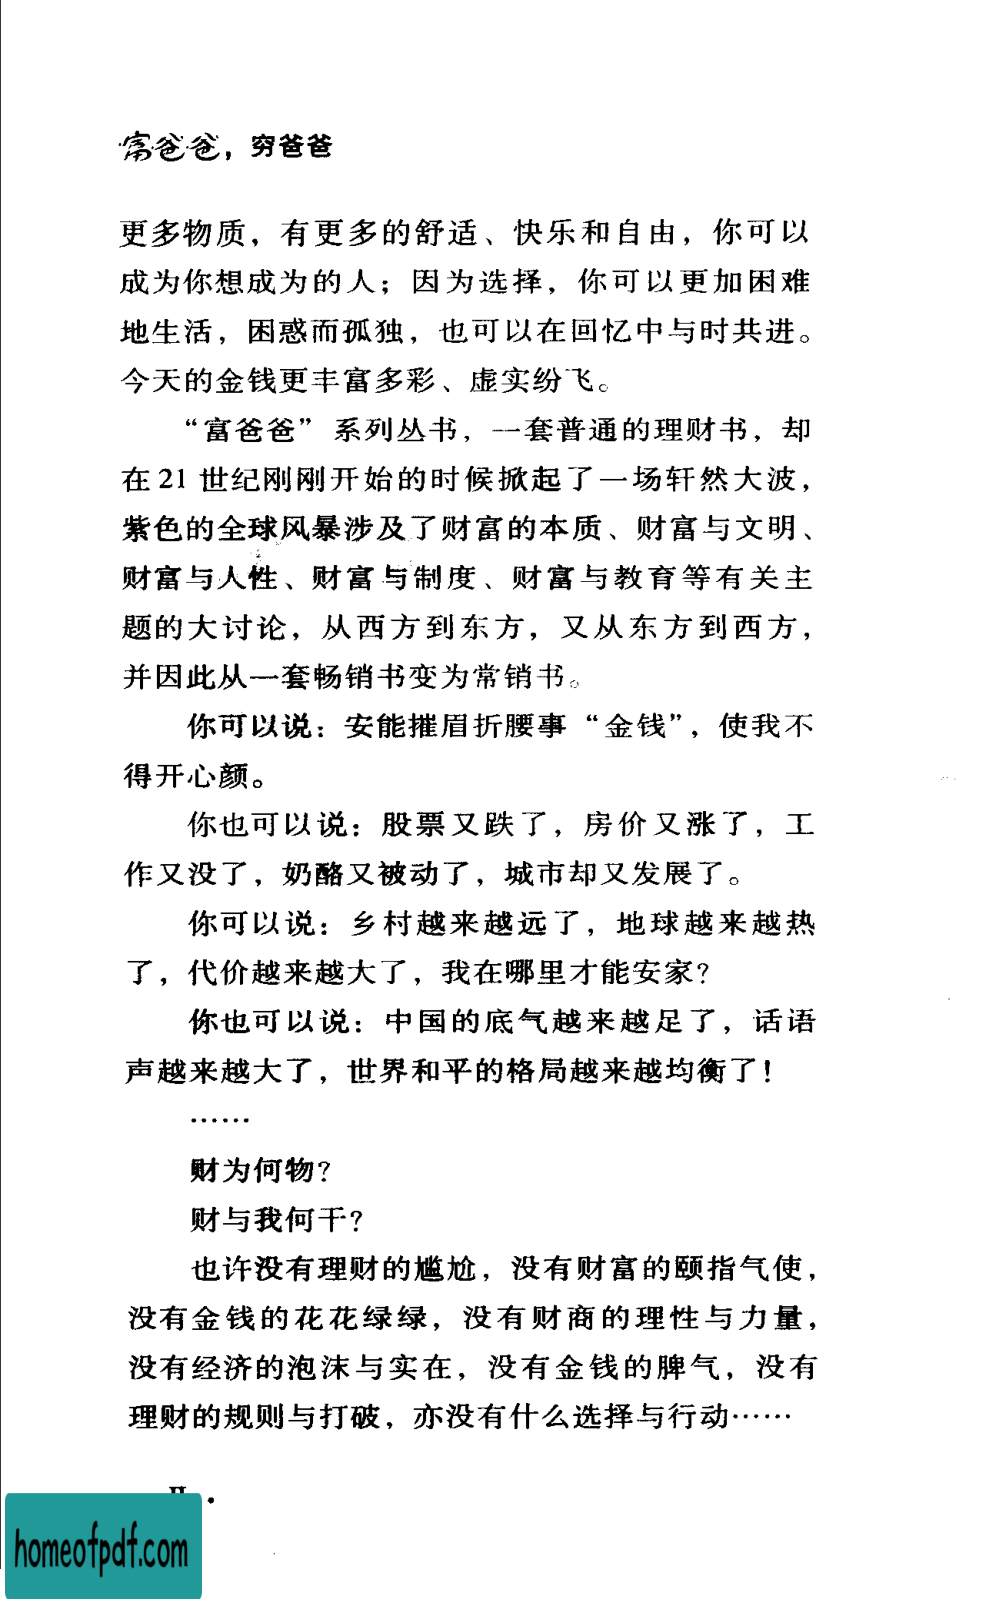 富爸爸，穷爸爸
更多物质，有更多的舒适、快乐和自由，你可以
成为你想成为的人；因为选择，你可以更加困难
地生活，困惑而孤独，也可以在回忆中与时共进。
今天的金钱更丰富多彩、虚实纷飞。
“富爸爸”系列丛书，一套普通的理财书，却
在21世纪刚刚开始的时候掀起了一场轩然大波，
紫色的全球风暴涉及了财富的本质、财富与文明、
财富与人性、财富与制度、财富与教育等有关主
题的大讨论，从西方到东方，又从东方到西方，
并因此从一套畅销书变为常销书。
你可以说：安能摧眉折腰事“金钱”，使我不
得开心颜。
你也可以说：股票又跌了，房价又涨了，工
作又没了，奶酪又被动了，城市却又发展了。
你可以说：乡村越来越远了，地球越来越热
了，代价越来越大了，我在哪里才能安家？
你也可以说：中国的底气越来越足了，话语
声越来越大了，世界和平的格局越来越均衡了！
……
财为何物？
财与我何干？
也许没有理财的尴尬，没有财富的颐指气使，
没有金钱的花花绿绿，没有财商的理性与力量，
没有经济的泡沫与实在，没有金钱的脾气，没有
理财的规则与打破，亦没有什么选择与行动……
II
homeofpdf.com